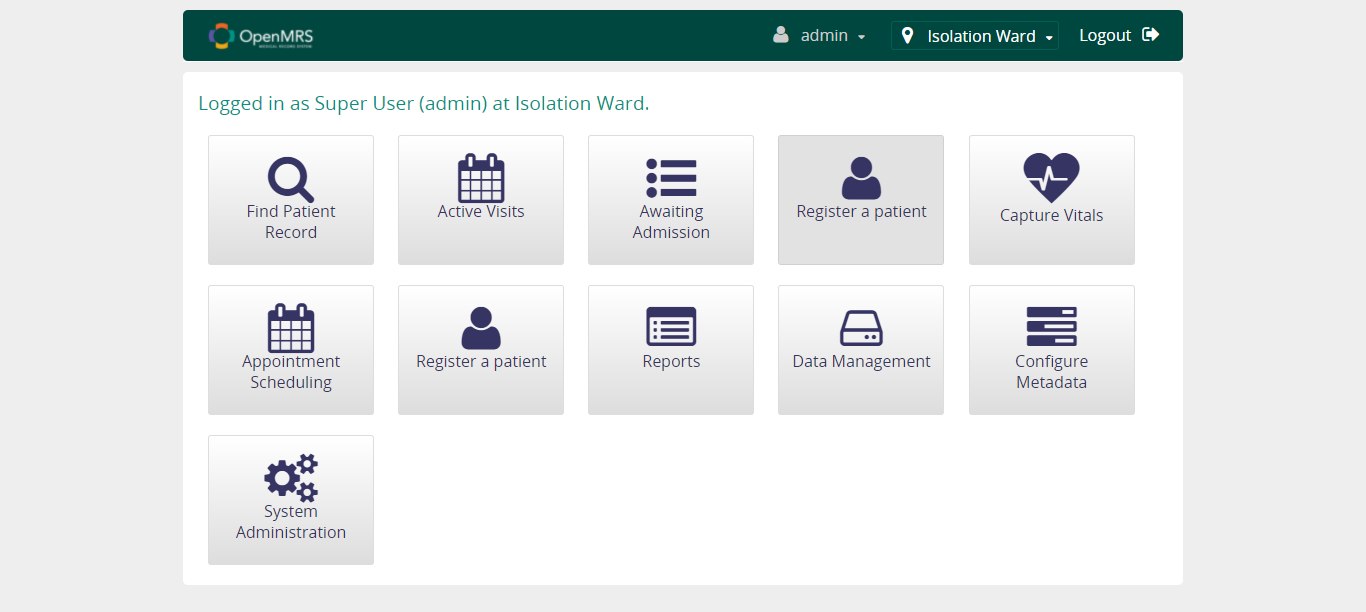 OpenMRS
MEDICAL RECORD SYSTEM
admin
Isolation Ward
Logout
Logged in as Super User (admin) at Isolation Ward.
Find Patient
Record
Active Visits
Awaiting
Admission
Register a patient
Capture Vitals
Appointment
Scheduling
Register a patient
Reports
Data Management
Configure
Metadata
System
Administration